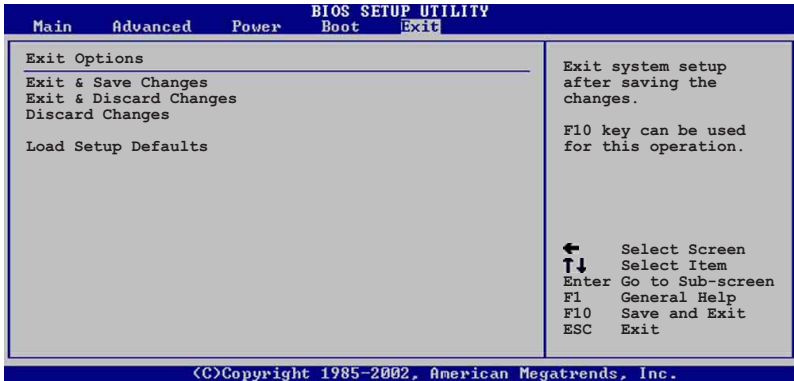 BIOS SETUP UTILITY
Main Advanced Power Boot Exit
Exit Options
Exit & Save Changes
Exit & Discard Changes
Discard Changes
Load Setup Defaults
Exit system setup
after saving the
changes.
F10 key can be used
for this operation.
← Select Screen
↑↓ Select Item
Enter Go to Sub-screen
F1 General Help
F10 Save and Exit
ESC Exit
(C)Copyright 1985-2002, American Megatrends, Inc.